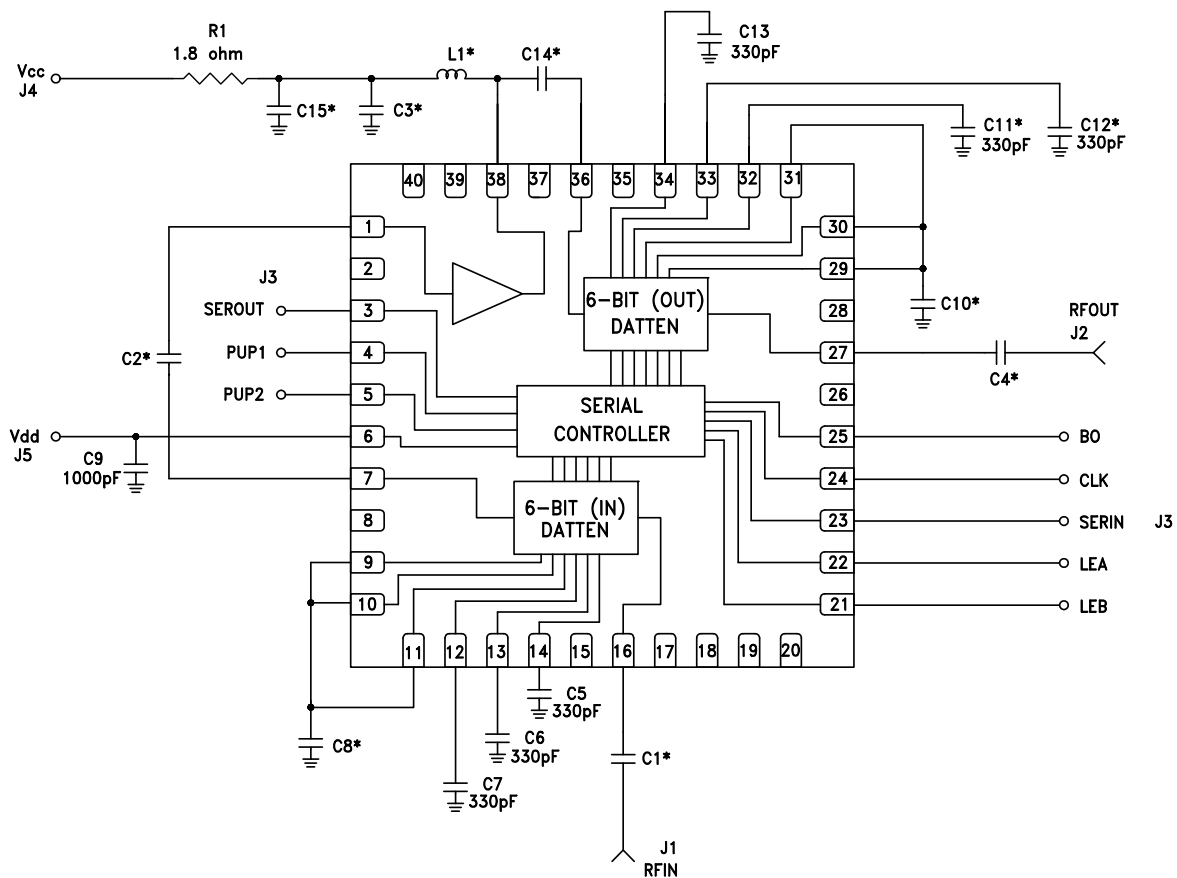 R1
1.8 ohm
Vcc
J4
L1*
C14*
C13
330pF
C15*
C3*
C11*
330pF
C12*
330pF
40 39 38 37 36 35 34 33 32 31
1
2
3
4
5
6
7
8
9
10
30
29
28
27
26
25
24
23
22
21
11 12 13 14 15 16 17 18 19 20
J3
SEROUT
PUP1
PUP2
C2*
Vdd
J5
C9
1000pF
6-BIT (OUT)
DATTEN
SERIAL
CONTROLLER
6-BIT (IN)
DATTEN
C10*
RFOUT
J2
C4*
BO
CLK
SERIN J3
LEA
LEB
C8*
C7
330pF
C6
330pF
C5
330pF
C1*
J1
RFIN